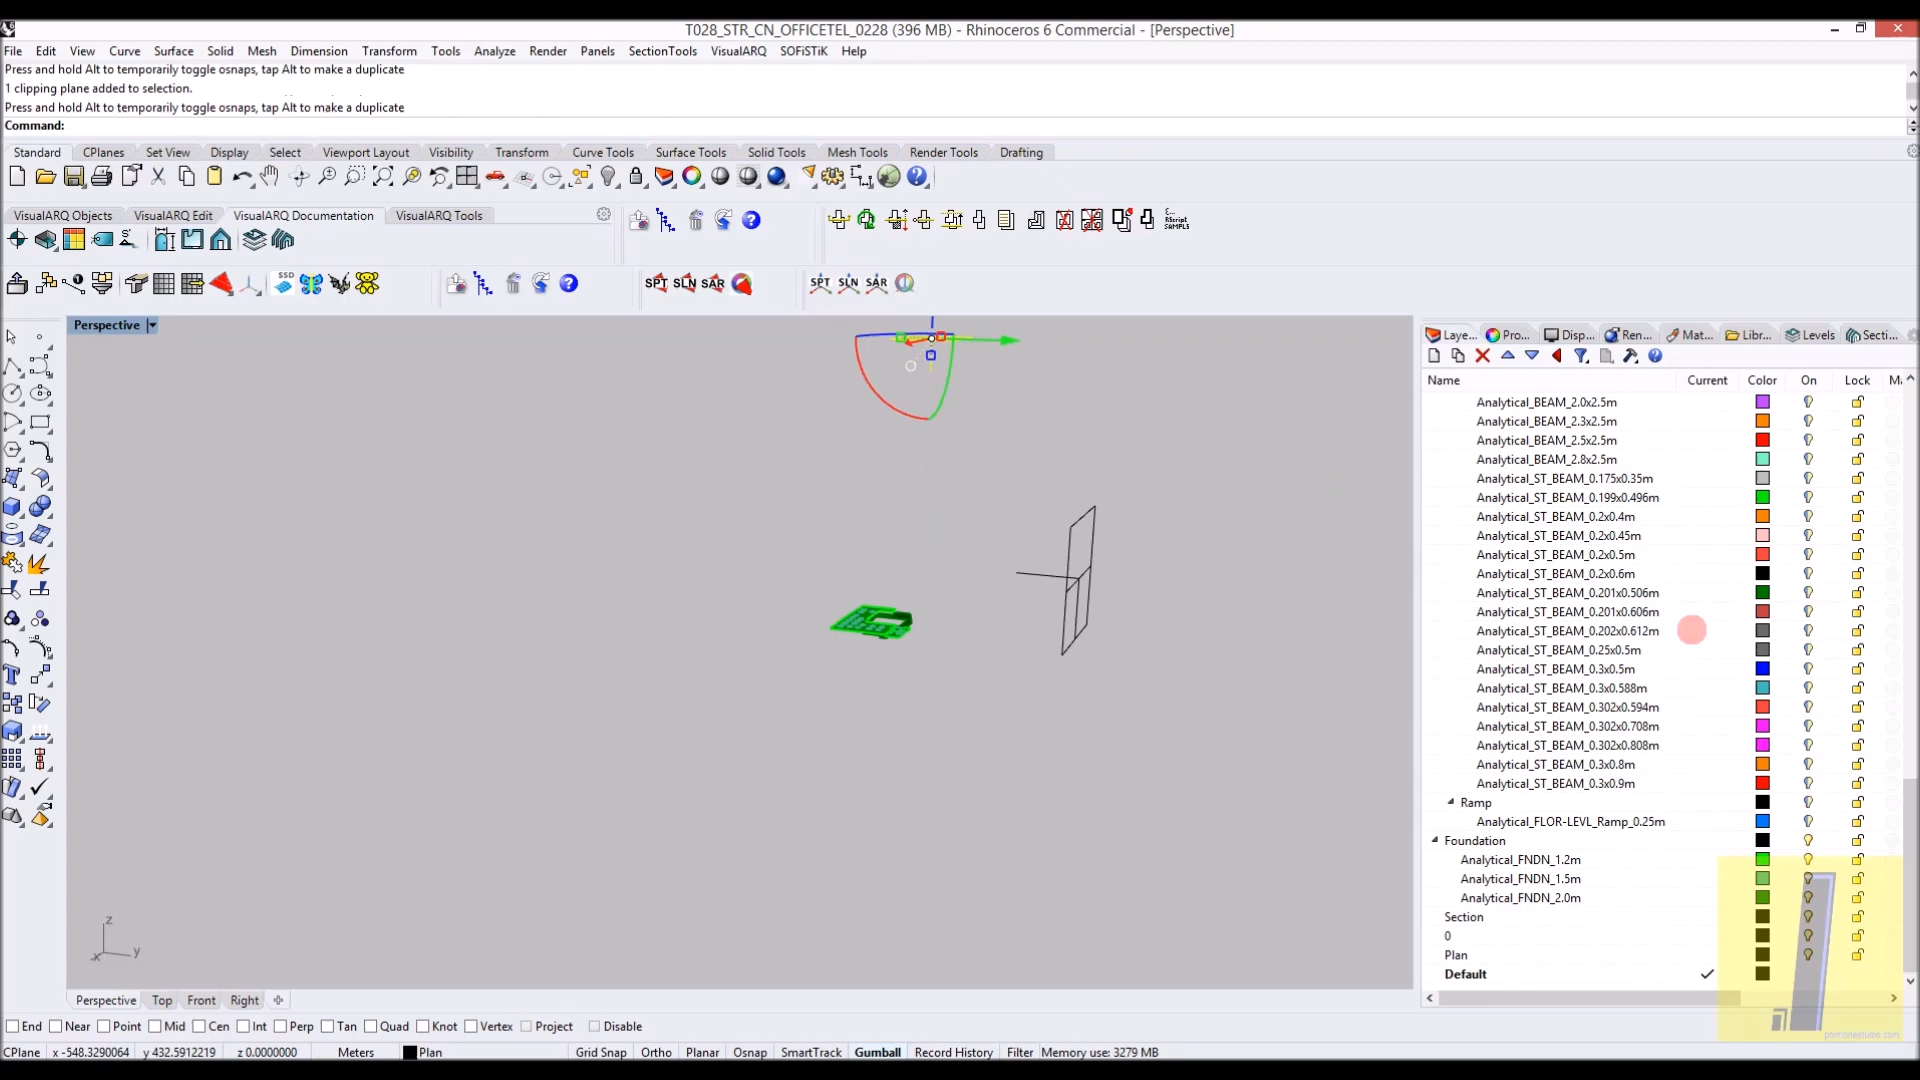 T028_STR_CN_OFFICETEL_0228 (396 MB) - Rhinoceros 6 Commercial - [Perspective]
File Edit View Curve Surface Solid Mesh Dimension Transform Tools Analyze Render Panels SectionTools VisualARQ SOFiSTiK Help
Press and hold Alt to temporarily toggle osnaps, tap Alt to make a duplicate
1 clipping plane added to selection.
Press and hold Alt to temporarily toggle osnaps, tap Alt to make a duplicate
Command:
Standard CPlanes Set View Display Select Viewport Layout Visibility Transform Curve Tools Surface Tools Solid Tools Mesh Tools Render Tools Drafting
VisualARQ Objects VisualARQ Edit VisualARQ Documentation VisualARQ Tools
RScript
SAMPLES
SSD
SPT SLN SAR SPT SLN SAR
Perspective
Laye... Pro... Disp... Ren... Mat... Libr... Levels Secti...
Name Current Color On Lock
Analytical_BEAM_2.0x2.5m
Analytical_BEAM_2.3x2.5m
Analytical_BEAM_2.5x2.5m
Analytical_BEAM_2.8x2.5m
Analytical_ST_BEAM_0.175x0.35m
Analytical_ST_BEAM_0.199x0.496m
Analytical_ST_BEAM_0.2x0.4m
Analytical_ST_BEAM_0.2x0.45m
Analytical_ST_BEAM_0.2x0.5m
Analytical_ST_BEAM_0.2x0.6m
Analytical_ST_BEAM_0.201x0.506m
Analytical_ST_BEAM_0.201x0.606m
Analytical_ST_BEAM_0.202x0.612m
Analytical_ST_BEAM_0.25x0.5m
Analytical_ST_BEAM_0.3x0.5m
Analytical_ST_BEAM_0.3x0.588m
Analytical_ST_BEAM_0.302x0.594m
Analytical_ST_BEAM_0.302x0.708m
Analytical_ST_BEAM_0.302x0.808m
Analytical_ST_BEAM_0.3x0.8m
Analytical_ST_BEAM_0.3x0.9m
Ramp
Analytical_FLOR-LEVL_Ramp_0.25m
Foundation
Analytical_FNDN_1.2m
Analytical_FNDN_1.5m
Analytical_FNDN_2.0m
Section
0
Plan
Default
z
x y
Perspective Top Front Right
End Near Point Mid Cen Int Perp Tan Quad Knot Vertex Project Disable
CPlane x -548.3290064 y 432.5912219 z 0.0000000 Meters Plan Grid Snap Ortho Planar Osnap SmartTrack Gumball Record History Filter Memory use: 3279 MB